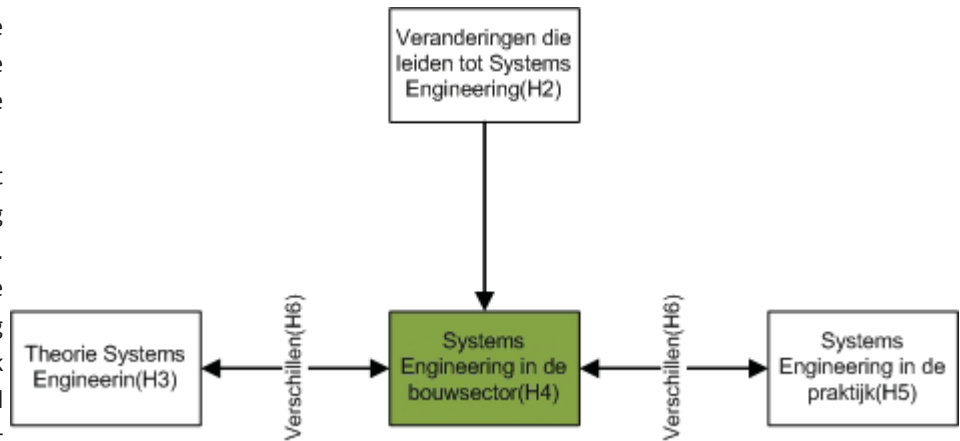 Veranderingen die
leiden tot Systems
Engineering(H2)
Theorie Systems
Engineerin(H3)
Verschillen(H6)
Systems
Engineering in de
bouwsector(H4)
Verschillen(H6)
Systems
Engineering in de
praktijk(H5)